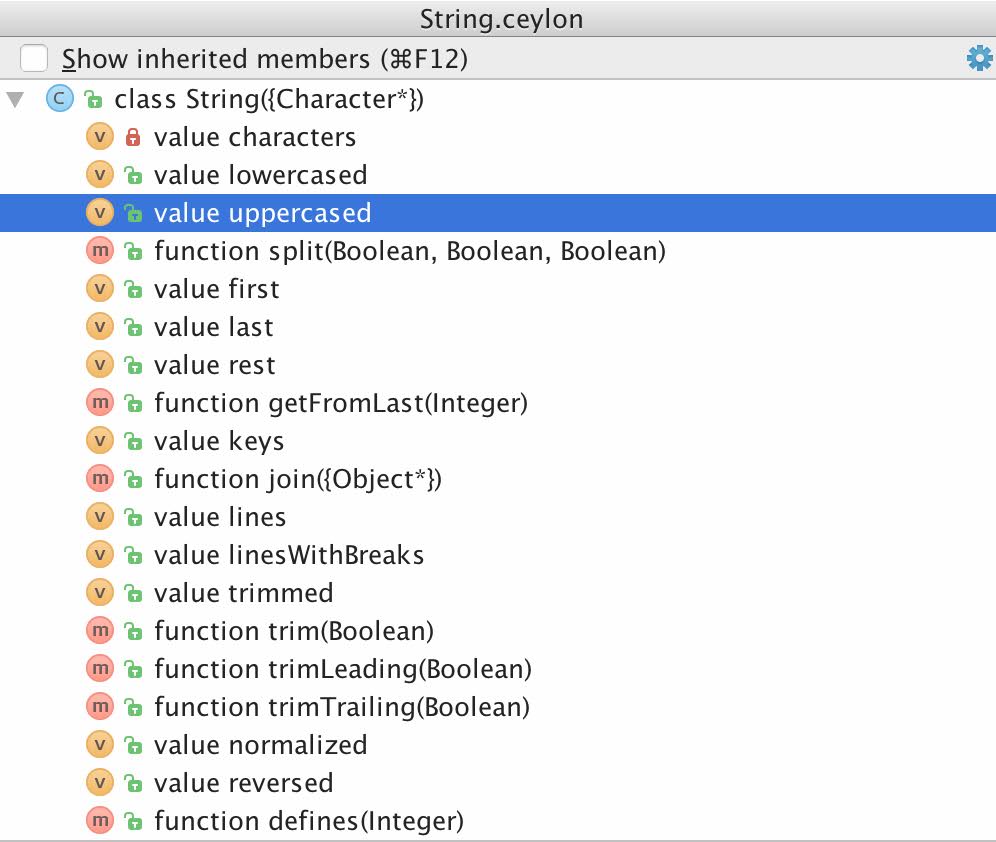 String.ceylon
Show inherited members (⌘F12)
C class String({Character*})
v value characters
v value lowercased
v value uppercased
m function split(Boolean, Boolean, Boolean)
v value first
v value last
v value rest
m function getFromLast(Integer)
v value keys
m function join({Object*})
v value lines
v value linesWithBreaks
v value trimmed
m function trim(Boolean)
m function trimLeading(Boolean)
m function trimTrailing(Boolean)
v value normalized
v value reversed
m function defines(Integer)